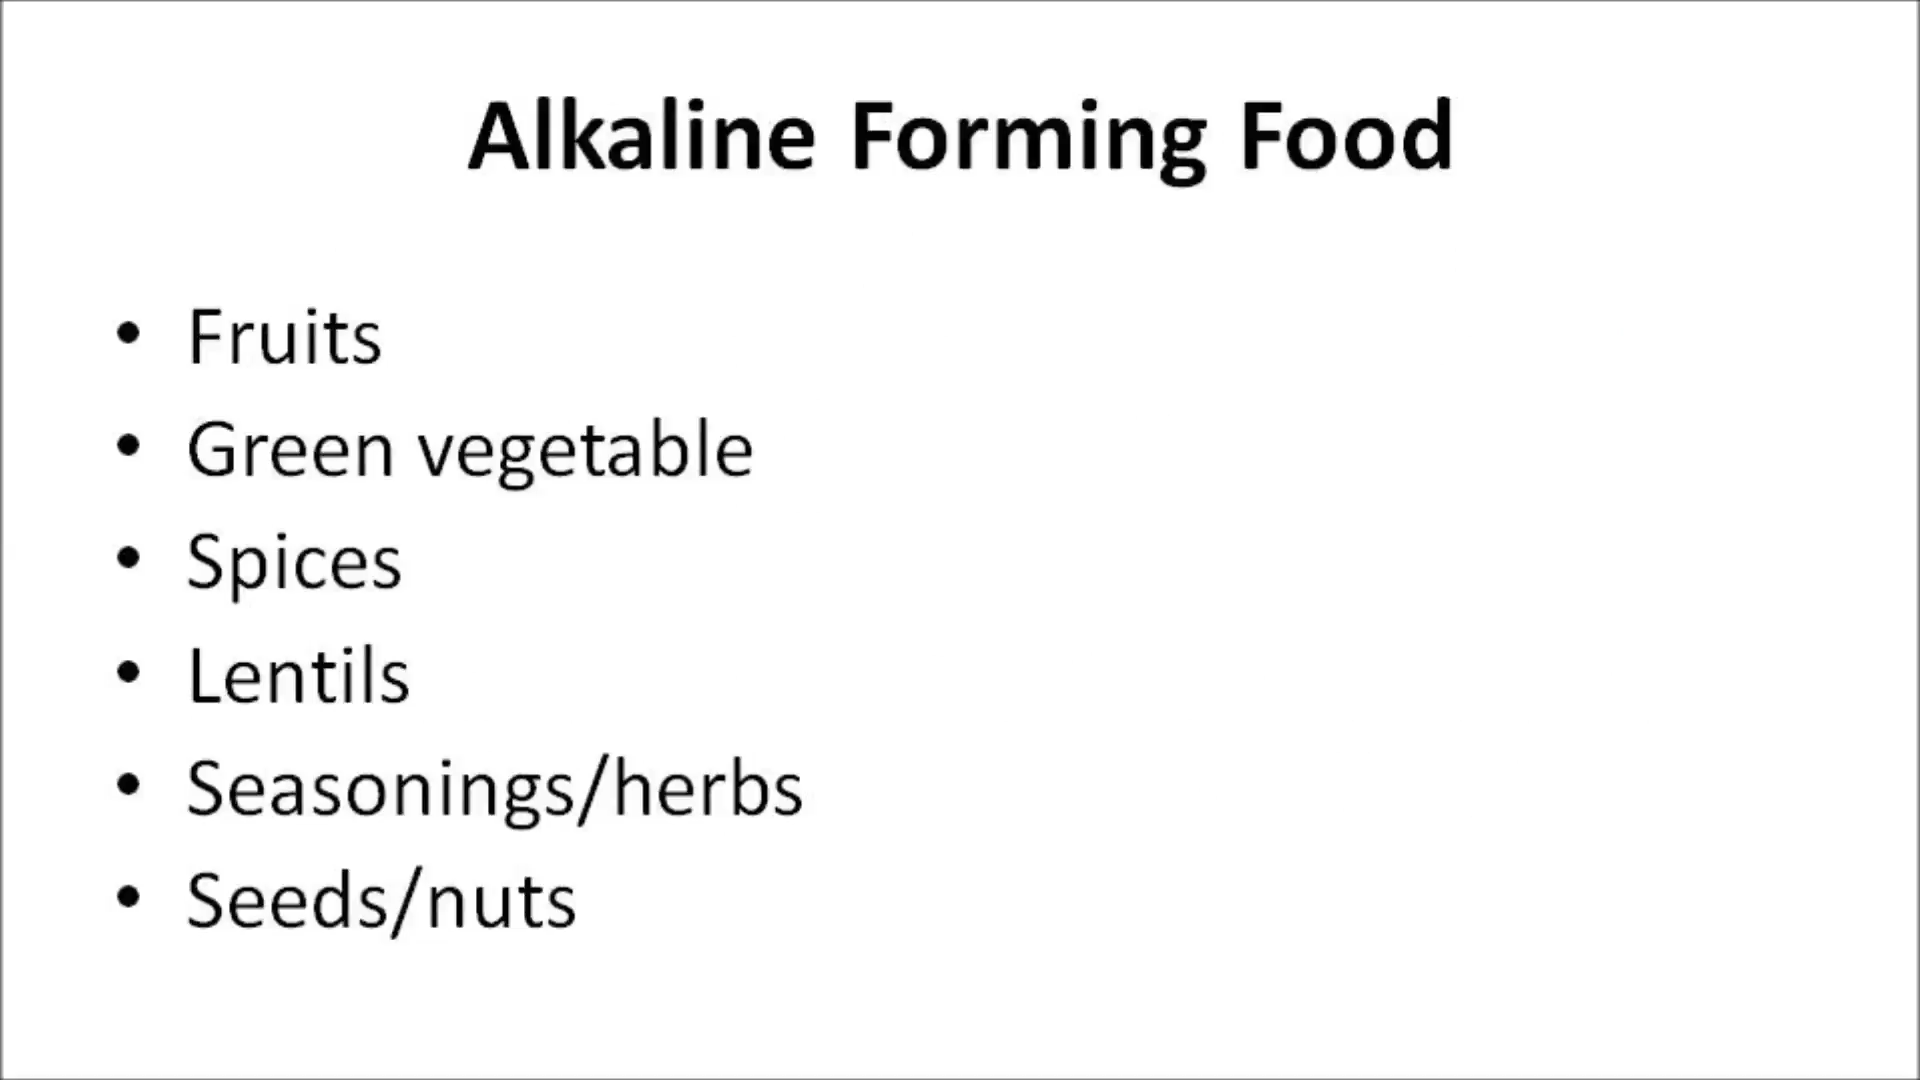 Alkaline Forming Food
• Fruits
• Green vegetable
• Spices
• Lentils
• Seasonings/herbs
• Seeds/nuts